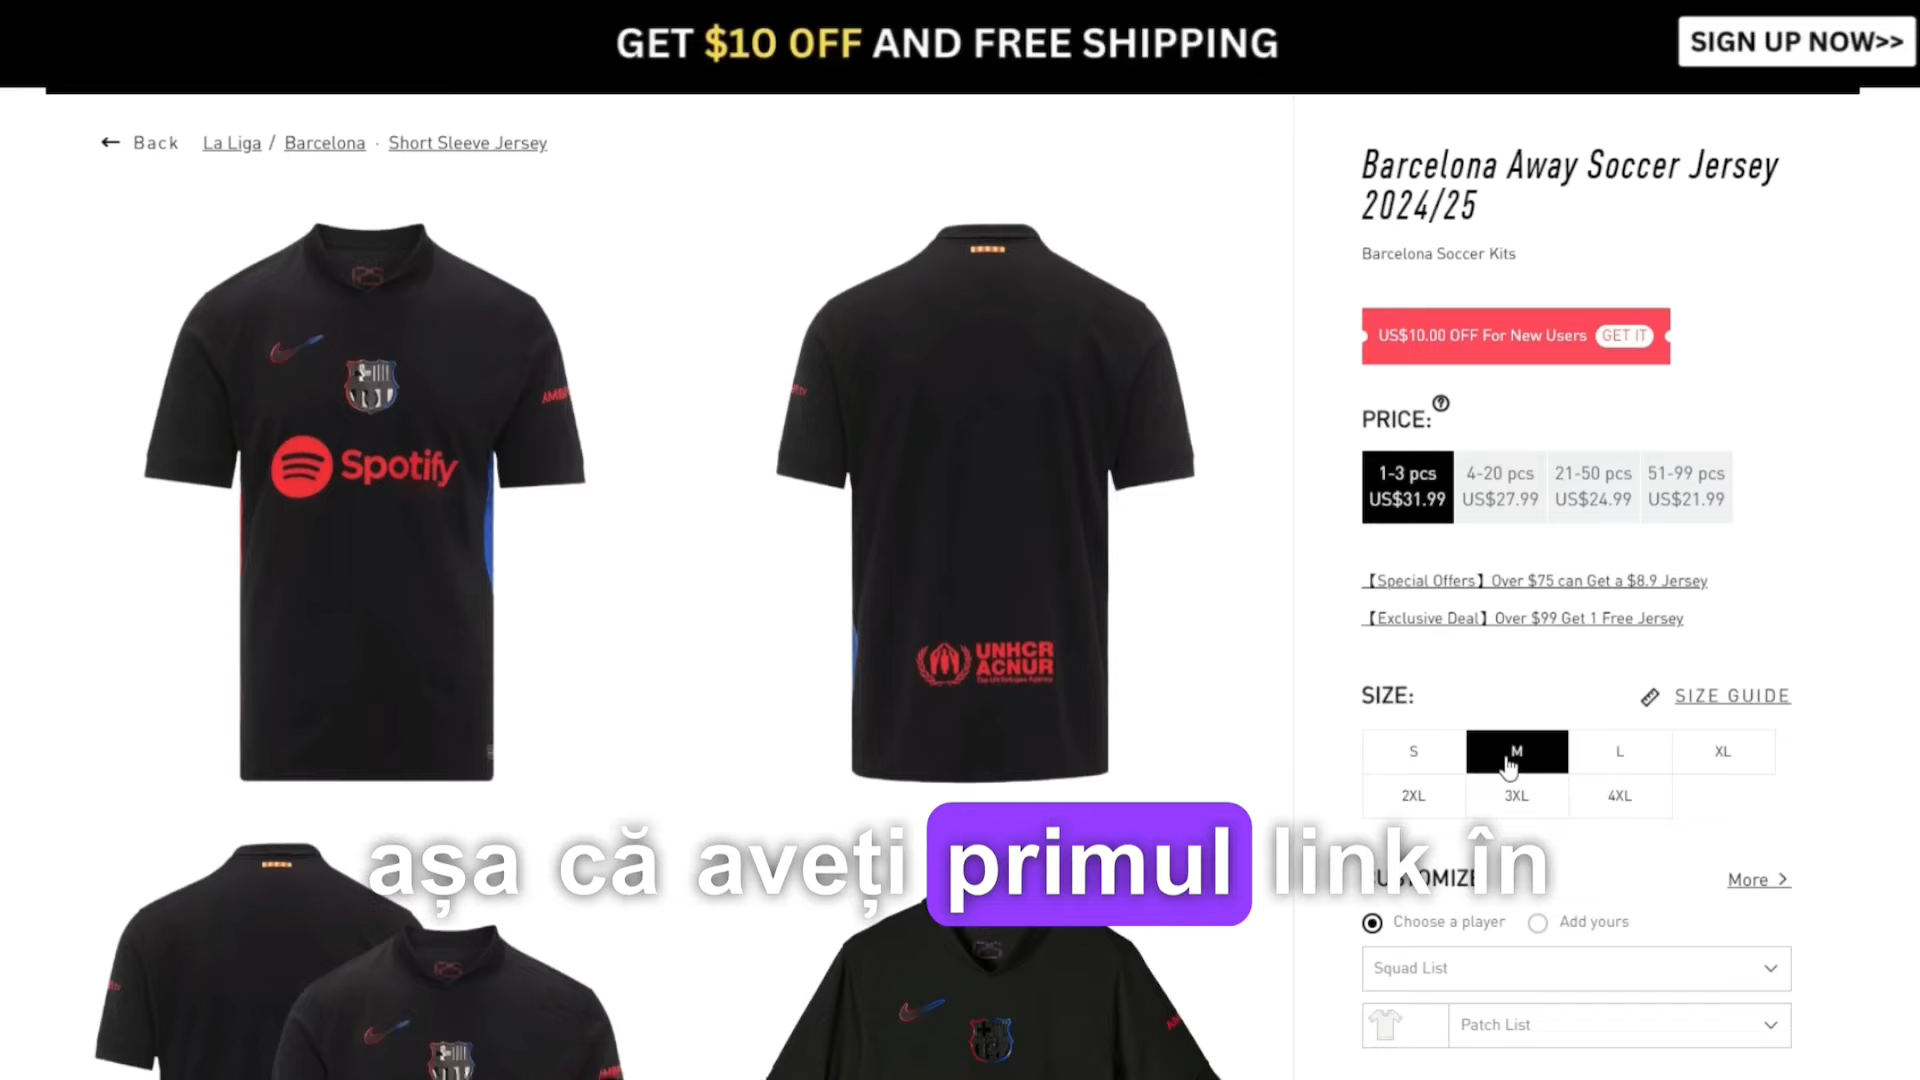 GET $10 OFF AND FREE SHIPPING
SIGN UP NOW>>
← Back La Liga / Barcelona · Short Sleeve Jersey
Barcelona Away Soccer Jersey
2024/25
Barcelona Soccer Kits
US$10.00 OFF For New Users GET IT
PRICE:
1-3 pcs 4-20 pcs 21-50 pcs 51-99 pcs
US$31.99 US$27.99 US$24.99 US$21.99
【Special Offers】Over $75 can Get a $8.9 Jersey
【Exclusive Deal】Over $99 Get 1 Free Jersey
SIZE: SIZE GUIDE
S M L XL
2XL 3XL 4XL
Spotify
UNHCR
ACNUR
The UN Refugee Agency
așa că aveți primul link în
More >
Choose a player Add yours
Squad List
Patch List